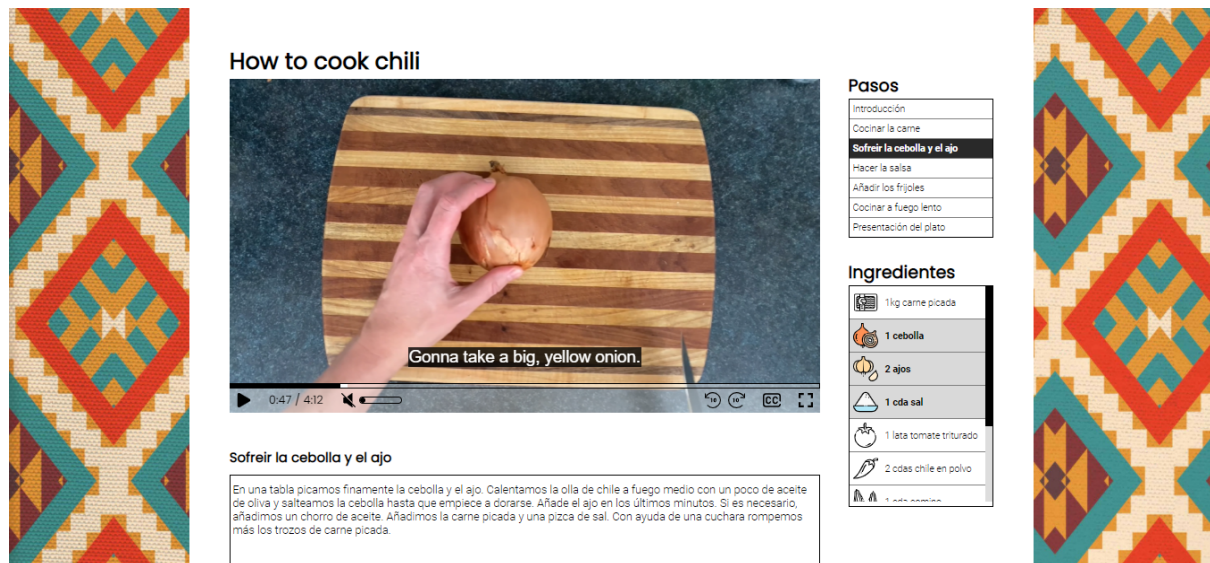 How to cook chili
Gonna take a big, yellow onion.
0:47 / 4:12
10
10
CC
Pasos
Introducción
Cocinar la carne
Sofreir la cebolla y el ajo
Hacer la salsa
Añadir los frijoles
Cocinar a fuego lento
Presentación del plato
Ingredientes
1kg carne picada
1 cebolla
2 ajos
1 cda sal
1 lata tomate triturado
2 cdas chile en polvo
1 cda comino
Sofreir la cebolla y el ajo
En una tabla picamos finamente la cebolla y el ajo. Calentamos la olla de chile a fuego medio con un poco de aceite
de oliva y salteamos la cebolla hasta que empiece a dorarse. Añade el ajo en los últimos minutos. Si es necesario,
añadimos un chorro de aceite. Añadimos la carne picada y una pizca de sal. Con ayuda de una cuchara rompemos
más los trozos de carne picada.